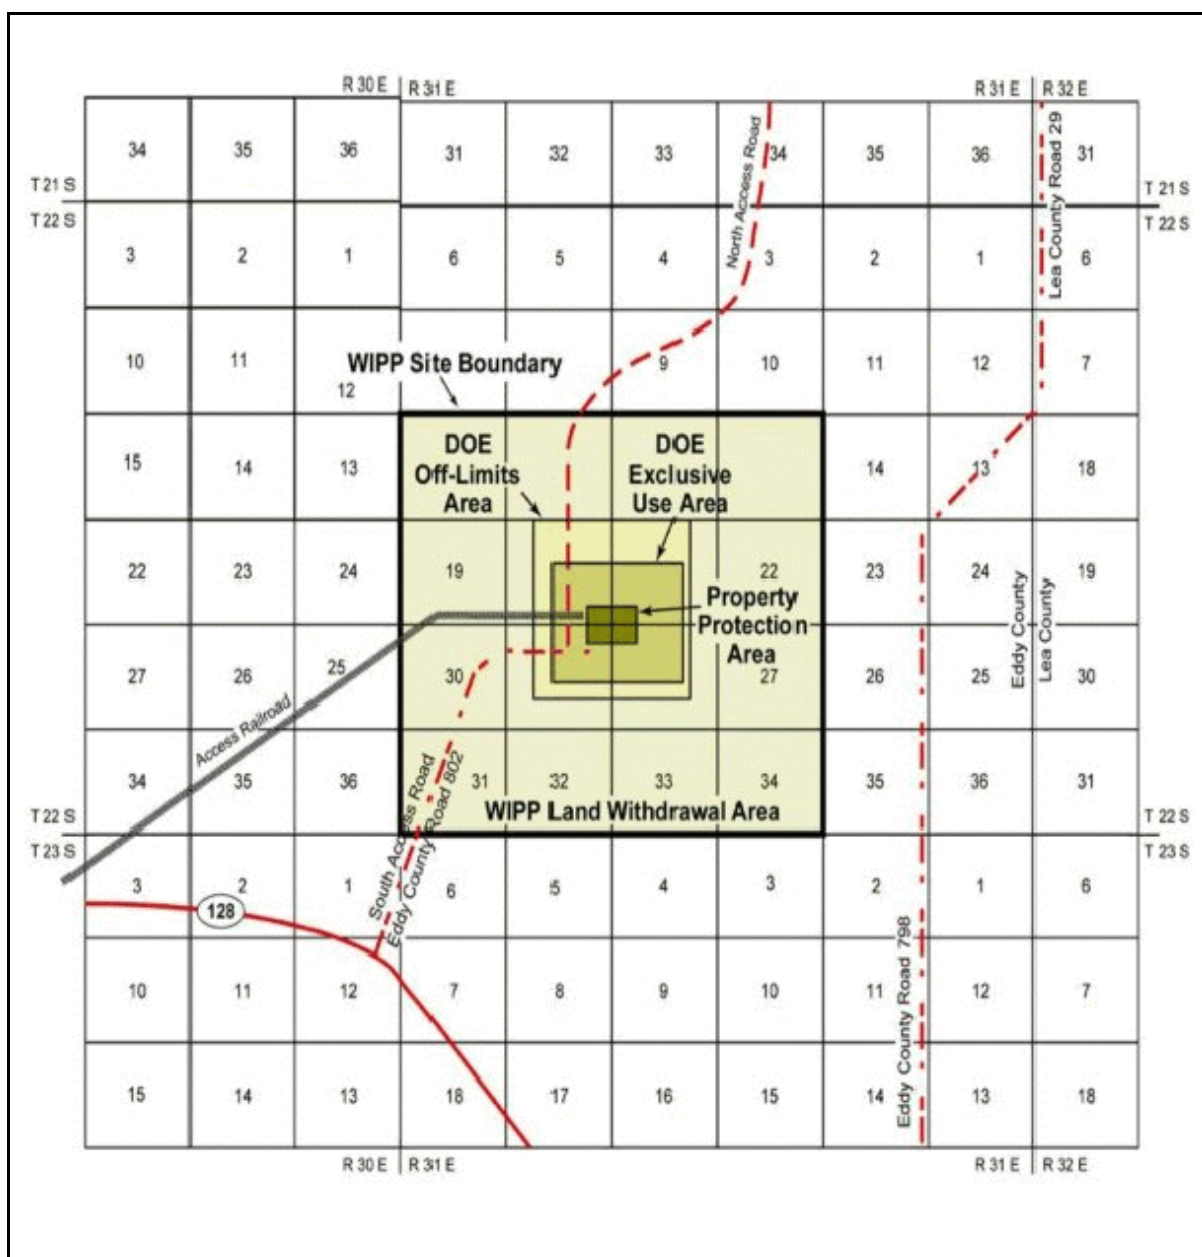 R 30 E R 31 E R 31 E R 32 E
34 35 36 31 32 33 34 35 36 31
T 21 S T 21 S
T 22 S T 22 S
North Access Road
Lea County Road 29
3 2 1 6 5 4 3 2 1 6
10 11 12 9 10 11 12 7
WIPP Site Boundary
15 14 13 14 13 18
DOE
Off-Limits
Area
DOE
Exclusive
Use Area
22 23 24 19 22 23 24 19
Property
Protection
Area
Eddy County
Lea County
27 26 25 30 27 26 25 30
Access Railroad
34 35 36 31 32 33 34 35 36 31
WIPP Land Withdrawal Area
South Access Road
Eddy County Road 802
T 22 S T 22 S
T 23 S T 23 S
3 2 1 6 5 4 3 2 1 6
128
10 11 12 7 8 9 10 11 12 7
Eddy County Road 798
15 14 13 18 17 16 15 14 13 18
R 30 E R 31 E R 31 E R 32 E